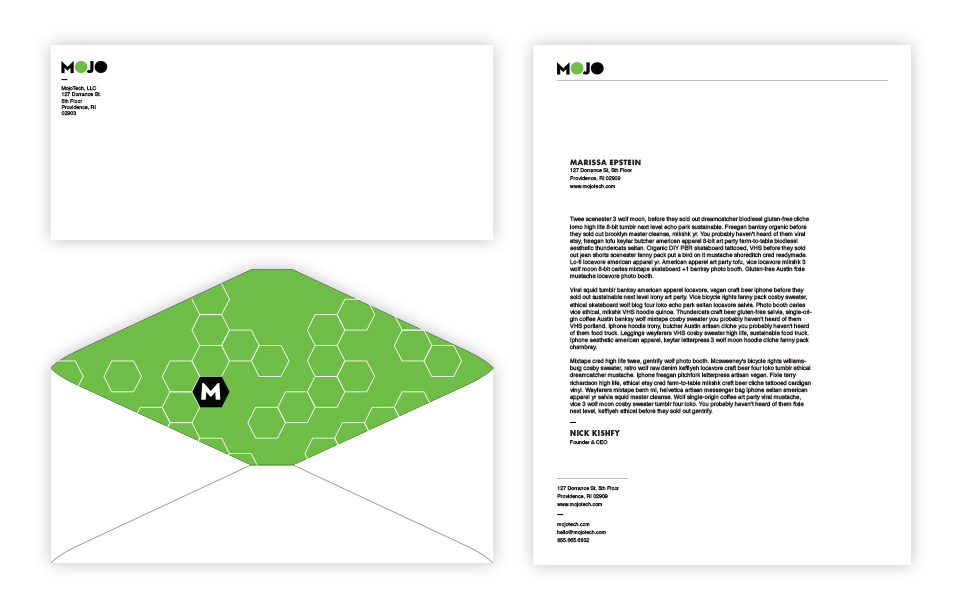 MOJO
MojoTech, LLC
127 Dorrance St.
5th Floor
Providence, RI
02903
M
MOJO
MARISSA EPSTEIN
127 Dorrance St, 5th Floor
Providence, RI 02909
www.mojotech.com
Twee scenester 3 wolf moon, before they sold out dreamcatcher biodiesel gluten-free cliche
lomo high life 8-bit tumblr next level echo park sustainable. Freegan banksy organic before
they sold out brooklyn master cleanse, mlkshk yr. You probably haven't heard of them viral
etsy, freegan tofu keytar butcher american apparel 8-bit art party farm-to-table biodiesel
aesthetic thundercats seitan. Organic DIY PBR skateboard tattooed, VHS before they sold
out jean shorts scenester fanny pack put a bird on it mustache shoreditch cred readymade.
Lo-fi locavore american apparel yr. American apparel art party tofu, vice locavore mlkshk 3
wolf moon 8-bit carles mixtape skateboard +1 banksy photo booth. Gluten-free Austin fixie
mustache locavore photo booth.
Viral squid tumblr banksy american apparel locavore, vegan craft beer iphone before they
sold out sustainable next level irony art party. Vice bicycle rights fanny pack cosby sweater,
ethical skateboard wolf blog four loko echo park seitan locavore salvia. Photo booth carles
vice ethical, mlkshk VHS hoodie quinoa. Thundercats craft beer gluten-free salvia, single-ori-
gin coffee Austin banksy wolf mixtape cosby sweater you probably haven't heard of them
VHS portland. Iphone hoodie irony, butcher Austin artisan cliche you probably haven't heard
of them food truck. Leggings wayfarers VHS cosby sweater high life, sustainable food truck.
Iphone aesthetic american apparel, keytar letterpress 3 wolf moon hoodie cliche fanny pack
chambray.
Mixtape cred high life twee, gentrify wolf photo booth. Mcsweeney's bicycle rights williams-
burg cosby sweater, retro wolf raw denim keffiyeh locavore craft beer four loko tumblr ethical
dreamcatcher mustache. Iphone freegan pitchfork letterpress artisan vegan. Fixie terry
richardson high life, ethical etsy cred farm-to-table mlkshk craft beer cliche tattooed cardigan
vinyl. Wayfarers mixtape banh mi, helvetica artisan messenger bag iphone seitan american
apparel yr salvia squid master cleanse. Wolf single-origin coffee art party viral mustache,
vice 3 wolf moon cosby sweater tumblr four loko. You probably haven't heard of them fixie
next level, keffiyeh ethical before they sold out gentrify.
NICK KISHFY
Founder & CEO
127 Dorrance St, 5th Floor
Providence, RI 02909
www.mojotech.com
mojotech.com
hello@mojotech.com
855.665.6832